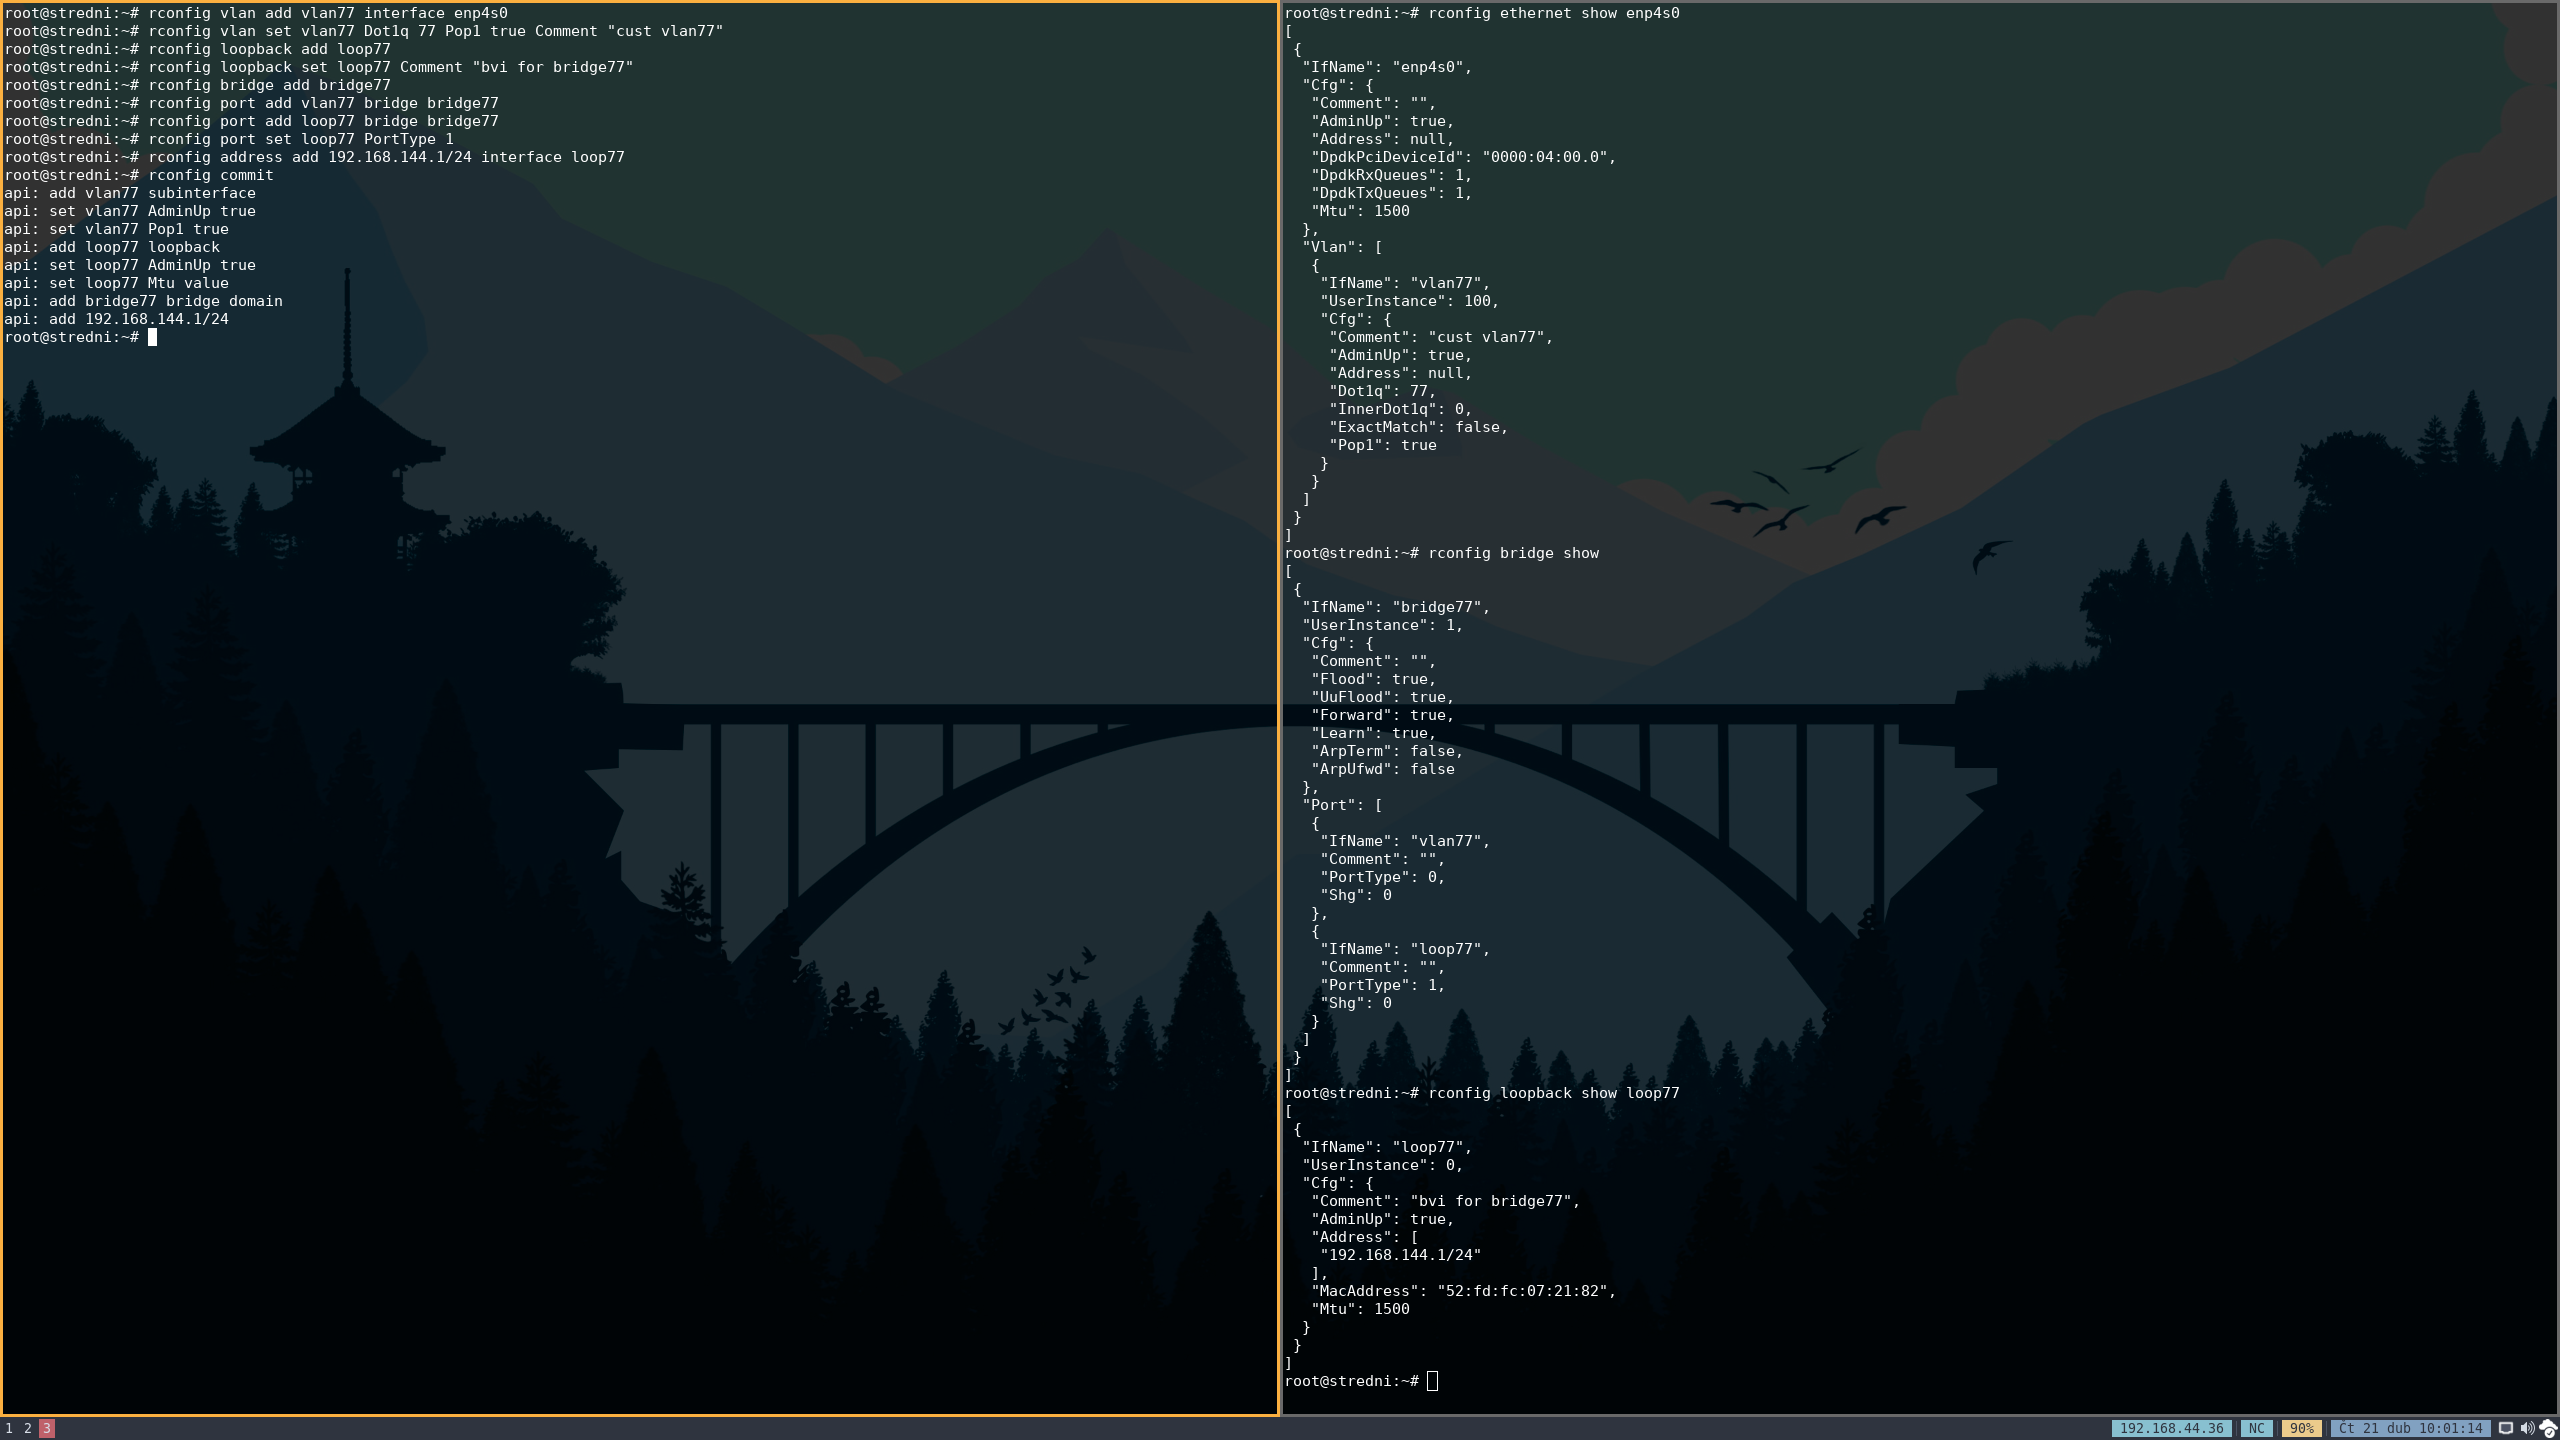 root@stredni:~# rconfig vlan add vlan77 interface enp4s0
root@stredni:~# rconfig vlan set vlan77 Dot1q 77 Pop1 true Comment "cust vlan77"
root@stredni:~# rconfig loopback add loop77
root@stredni:~# rconfig loopback set loop77 Comment "bvi for bridge77"
root@stredni:~# rconfig bridge add bridge77
root@stredni:~# rconfig port add vlan77 bridge bridge77
root@stredni:~# rconfig port add loop77 bridge bridge77
root@stredni:~# rconfig port set loop77 PortType 1
root@stredni:~# rconfig address add 192.168.144.1/24 interface loop77
root@stredni:~# rconfig commit
api: add vlan77 subinterface
api: set vlan77 AdminUp true
api: set vlan77 Pop1 true
api: add loop77 loopback
api: set loop77 AdminUp true
api: set loop77 Mtu value
api: add bridge77 bridge domain
api: add 192.168.144.1/24
root@stredni:~#
root@stredni:~# rconfig ethernet show enp4s0
[
 {
  "IfName": "enp4s0",
  "Cfg": {
   "Comment": "",
   "AdminUp": true,
   "Address": null,
   "DpdkPciDeviceId": "0000:04:00.0",
   "DpdkRxQueues": 1,
   "DpdkTxQueues": 1,
   "Mtu": 1500
  },
  "Vlan": [
   {
    "IfName": "vlan77",
    "UserInstance": 100,
    "Cfg": {
     "Comment": "cust vlan77",
     "AdminUp": true,
     "Address": null,
     "Dot1q": 77,
     "InnerDot1q": 0,
     "ExactMatch": false,
     "Pop1": true
    }
   }
  ]
 }
]
root@stredni:~# rconfig bridge show
[
 {
  "IfName": "bridge77",
  "UserInstance": 1,
  "Cfg": {
   "Comment": "",
   "Flood": true,
   "UuFlood": true,
   "Forward": true,
   "Learn": true,
   "ArpTerm": false,
   "ArpUfwd": false
  },
  "Port": [
   {
    "IfName": "vlan77",
    "Comment": "",
    "PortType": 0,
    "Shg": 0
   },
   {
    "IfName": "loop77",
    "Comment": "",
    "PortType": 1,
    "Shg": 0
   }
  ]
 }
]
root@stredni:~# rconfig loopback show loop77
[
 {
  "IfName": "loop77",
  "UserInstance": 0,
  "Cfg": {
   "Comment": "bvi for bridge77",
   "AdminUp": true,
   "Address": [
    "192.168.144.1/24"
   ],
   "MacAddress": "52:fd:fc:07:21:82",
   "Mtu": 1500
  }
 }
]
root@stredni:~#
1 2 3 192.168.44.36 NC 90% Čt 21 dub 10:01:14